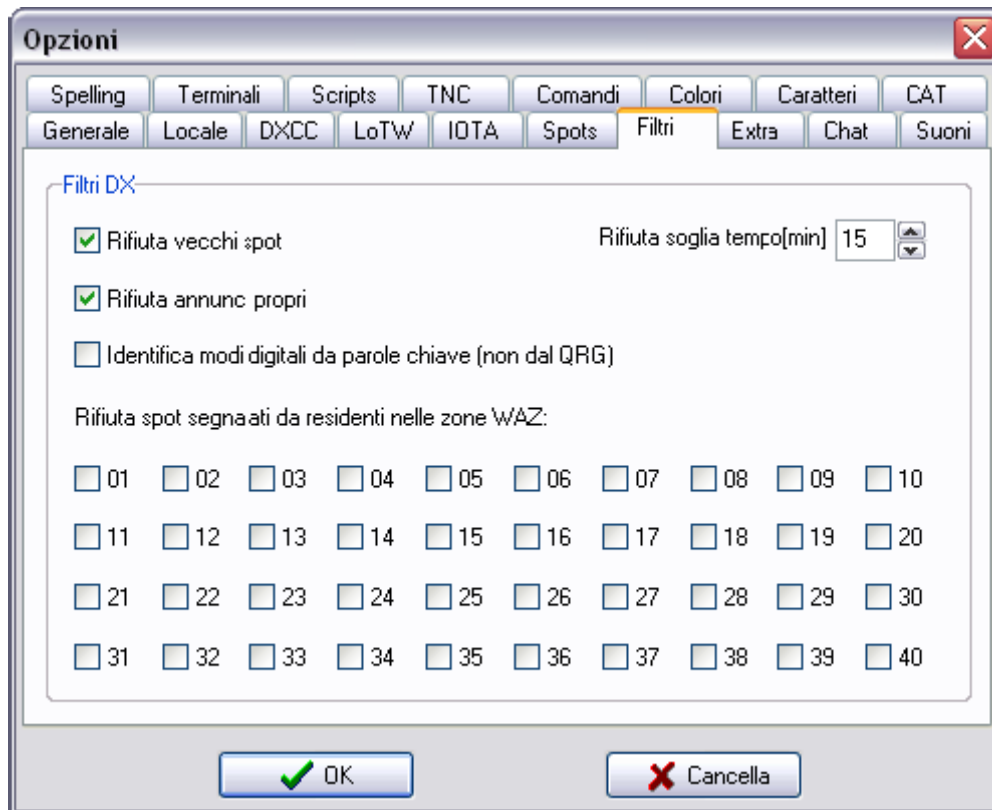 Opzioni
Spelling Terminali Scripts TNC Comandi Colori Caratteri CAT
Generale Locale DXCC LoTW IOTA Spots Filtri Extra Chat Suoni
Filtri DX
Rifiuta vecchi spot Rifiuta soglia tempo[min] 15
Rifiuta annunc propri
Identifica modi digitali da parole chiave (non dal QRG)
Rifiuta spot segnaati da residenti nelle zone WAZ:
01 02 03 04 05 06 07 08 09 10
11 12 13 14 15 16 17 18 19 20
21 22 23 24 25 26 27 28 29 30
31 32 33 34 35 36 37 38 39 40
OK Cancella